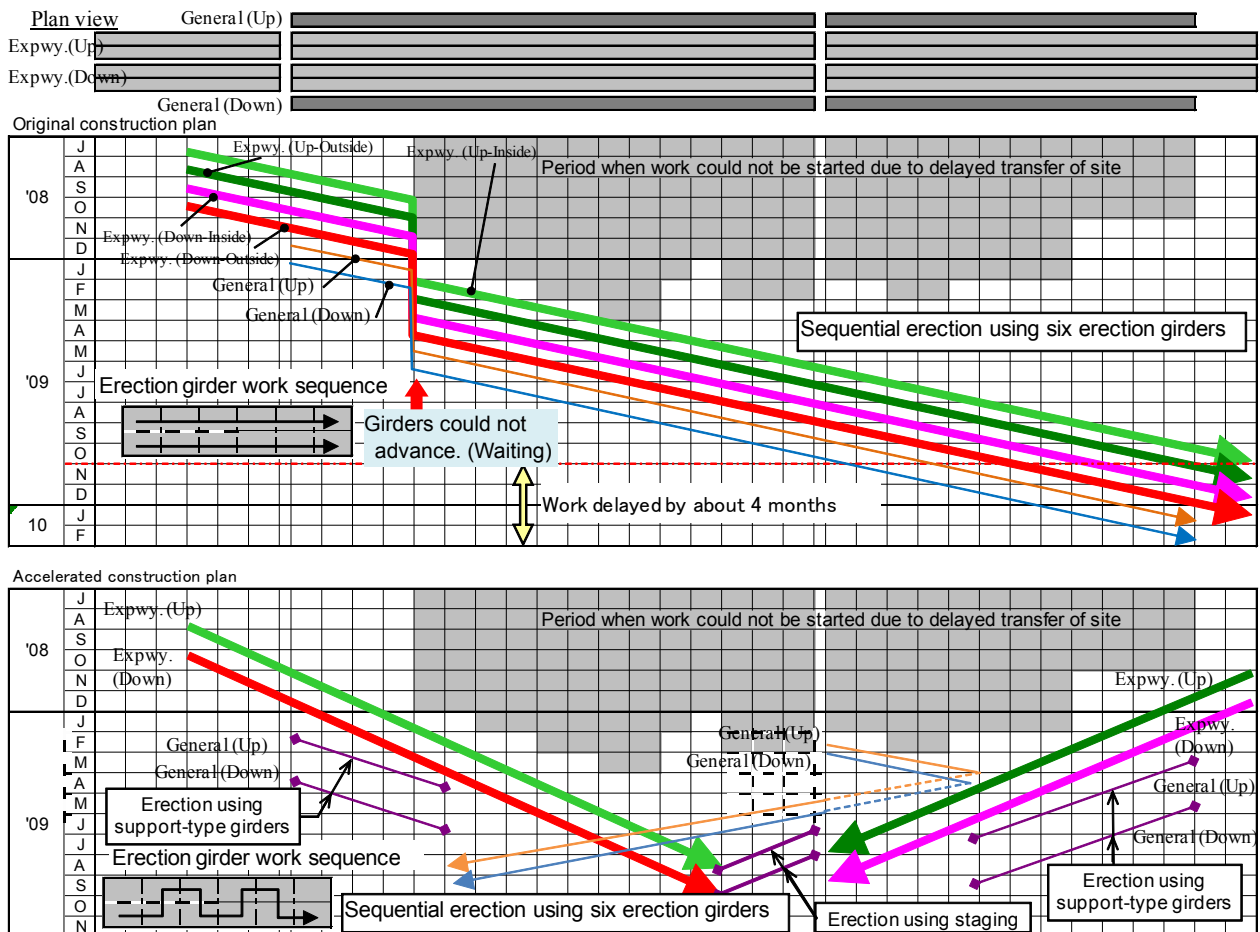 Plan view
General (Up)
Expwy.(Up)
Expwy.(Down)
General (Down)
Original construction plan
J
A
S
'08
O
N
D
J
F
M
A
M
'09
J
J
A
S
O
N
D
10
J
F
Expwy. (Up-Outside)
Expwy. (Up-Inside)
Period when work could not be started due to delayed transfer of site
Expwy. (Down-Inside)
Expwy. (Down-Outside)
General (Up)
General (Down)
Sequential erection using six erection girders
Erection girder work sequence
Girders could not
advance. (Waiting)
Work delayed by about 4 months
Accelerated construction plan
J
A
S
'08
O
N
D
J
F
M
A
M
'09
J
J
A
S
O
N
Expwy. (Up)
Period when work could not be started due to delayed transfer of site
Expwy.
(Down)
Expwy. (Up)
General (Up)
General (Down)
General (Up)
General (Down)
Expwy.
(Down)
General (Up)
General (Down)
Erection using
support-type girders
Erection girder work sequence
Sequential erection using six erection girders
Erection using staging
Erection using
support-type girders